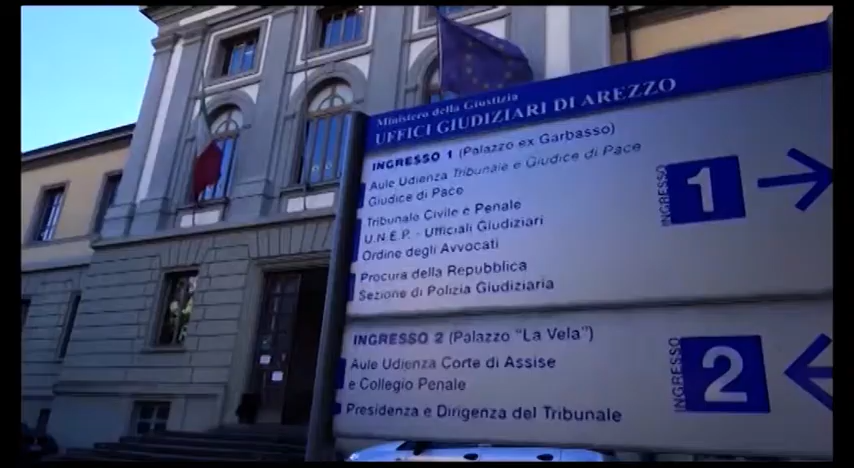 Ministero della Giustizia
UFFICI GIUDIZIARI DI AREZZO
INGRESSO 1 (Palazzo ex Garbasso)
Aule Udienza Tribunale e Giudice di Pace
Giudice di Pace
Tribunale Civile e Penale
U.N.E.P. - Ufficiali Giudiziari
Ordine degli Avvocati
Procura della Repubblica
Sezione di Polizia Giudiziaria
INGRESSO
1
INGRESSO 2 (Palazzo "La Vela")
Aule Udienza Corte di Assise
e Collegio Penale
Presidenza e Dirigenza del Tribunale
INGRESSO
2